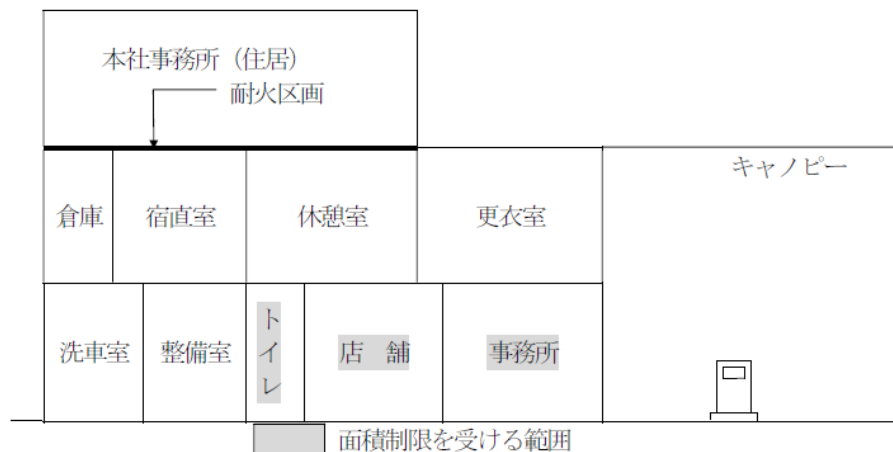 本社事務所（住居）
耐火区画
キャノピー
倉庫
宿直室
休憩室
更衣室
洗車室
整備室
トイレ
店　舗
事務所
面積制限を受ける範囲